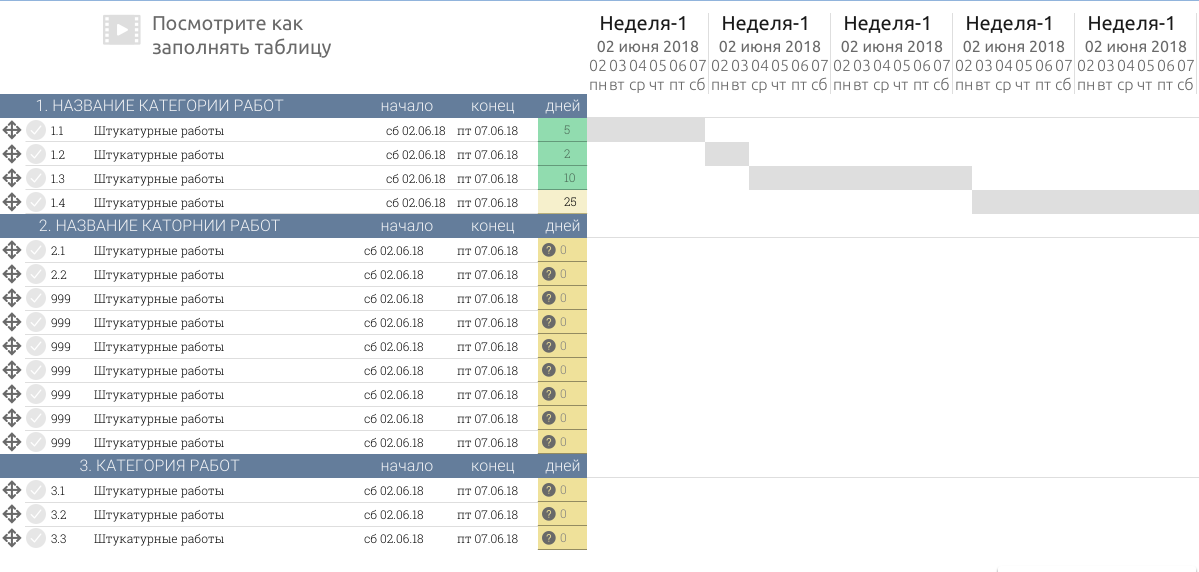 Посмотрите как
заполнять таблицу
Неделя-1 Неделя-1 Неделя-1 Неделя-1 Неделя-1
02 июня 2018 02 июня 2018 02 июня 2018 02 июня 2018 02 июня 2018
02 03 04 05 06 07 02 03 04 05 06 07 02 03 04 05 06 07 02 03 04 05 06 07 02 03 04 05 06 07
пн вт ср чт пт сб пн вт ср чт пт сб пн вт ср чт пт сб пн вт ср чт пт сб пн вт ср чт пт сб
1. НАЗВАНИЕ КАТЕГОРИИ РАБОТ начало конец дней
1.1 Штукатурные работы сб 02.06.18 пт 07.06.18 5
1.2 Штукатурные работы сб 02.06.18 пт 07.06.18 2
1.3 Штукатурные работы сб 02.06.18 пт 07.06.18 10
1.4 Штукатурные работы сб 02.06.18 пт 07.06.18 25
2. НАЗВАНИЕ КАТОРНИИ РАБОТ начало конец дней
2.1 Штукатурные работы сб 02.06.18 пт 07.06.18 ? 0
2.2 Штукатурные работы сб 02.06.18 пт 07.06.18 ? 0
999 Штукатурные работы сб 02.06.18 пт 07.06.18 ? 0
999 Штукатурные работы сб 02.06.18 пт 07.06.18 ? 0
999 Штукатурные работы сб 02.06.18 пт 07.06.18 ? 0
999 Штукатурные работы сб 02.06.18 пт 07.06.18 ? 0
999 Штукатурные работы сб 02.06.18 пт 07.06.18 ? 0
999 Штукатурные работы сб 02.06.18 пт 07.06.18 ? 0
999 Штукатурные работы сб 02.06.18 пт 07.06.18 ? 0
3. КАТЕГОРИЯ РАБОТ начало конец дней
3.1 Штукатурные работы сб 02.06.18 пт 07.06.18 ? 0
3.2 Штукатурные работы сб 02.06.18 пт 07.06.18 ? 0
3.3 Штукатурные работы сб 02.06.18 пт 07.06.18 ? 0